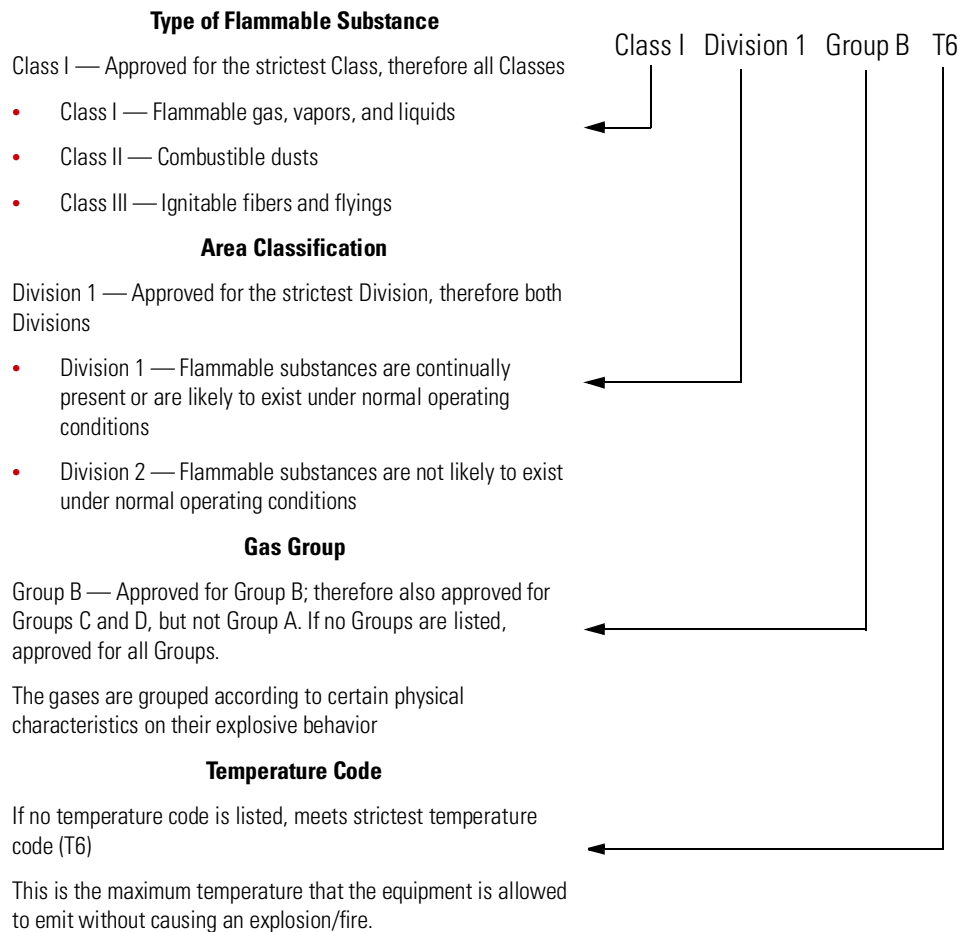 Type of Flammable Substance
Class I Division 1 Group B T6
Class I — Approved for the strictest Class, therefore all Classes
• Class I — Flammable gas, vapors, and liquids
• Class II — Combustible dusts
• Class III — Ignitable fibers and flyings
Area Classification
Division 1 — Approved for the strictest Division, therefore both
Divisions
• Division 1 — Flammable substances are continually
present or are likely to exist under normal operating
conditions
• Division 2 — Flammable substances are not likely to exist
under normal operating conditions
Gas Group
Group B — Approved for Group B; therefore also approved for
Groups C and D, but not Group A. If no Groups are listed,
approved for all Groups.
The gases are grouped according to certain physical
characteristics on their explosive behavior
Temperature Code
If no temperature code is listed, meets strictest temperature
code (T6)
This is the maximum temperature that the equipment is allowed
to emit without causing an explosion/fire.